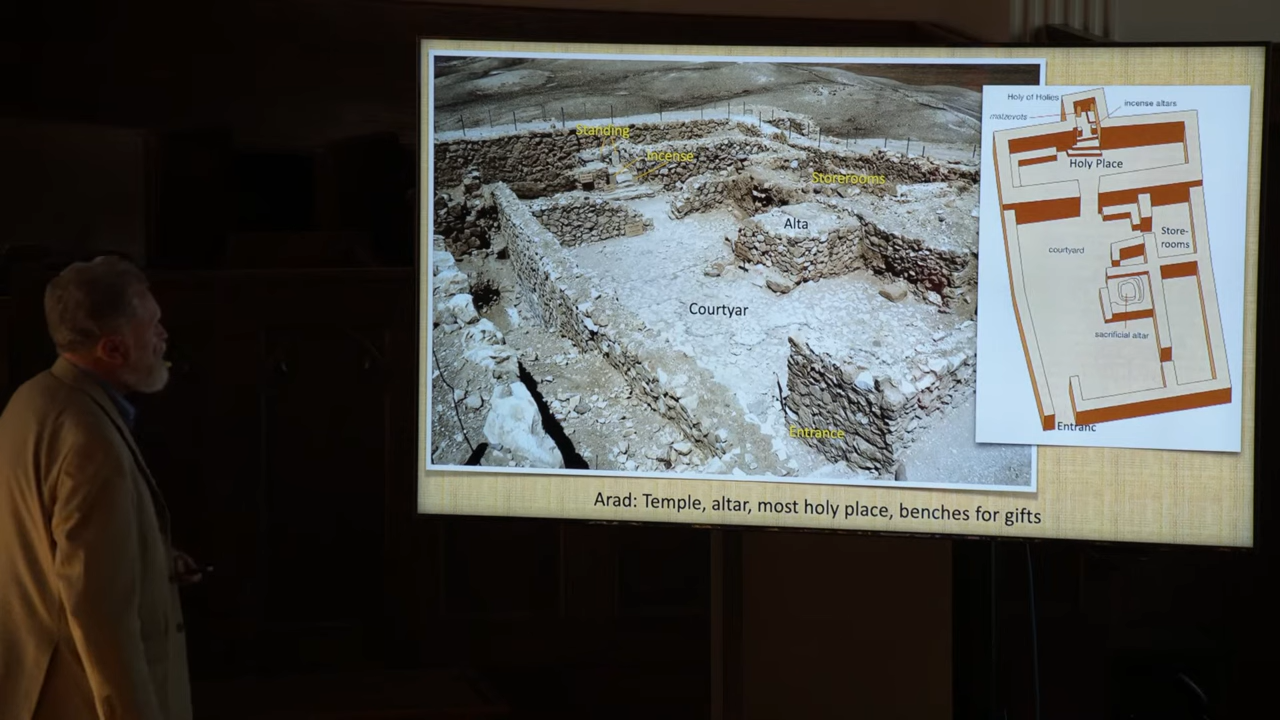 Standing
Incense
Storerooms
Alta
Courtyar
Entrance
Holy of Holies
incense altars
matzevots
Holy Place
Store-
rooms
courtyard
sacrificial altar
Entranc
Arad: Temple, altar, most holy place, benches for gifts